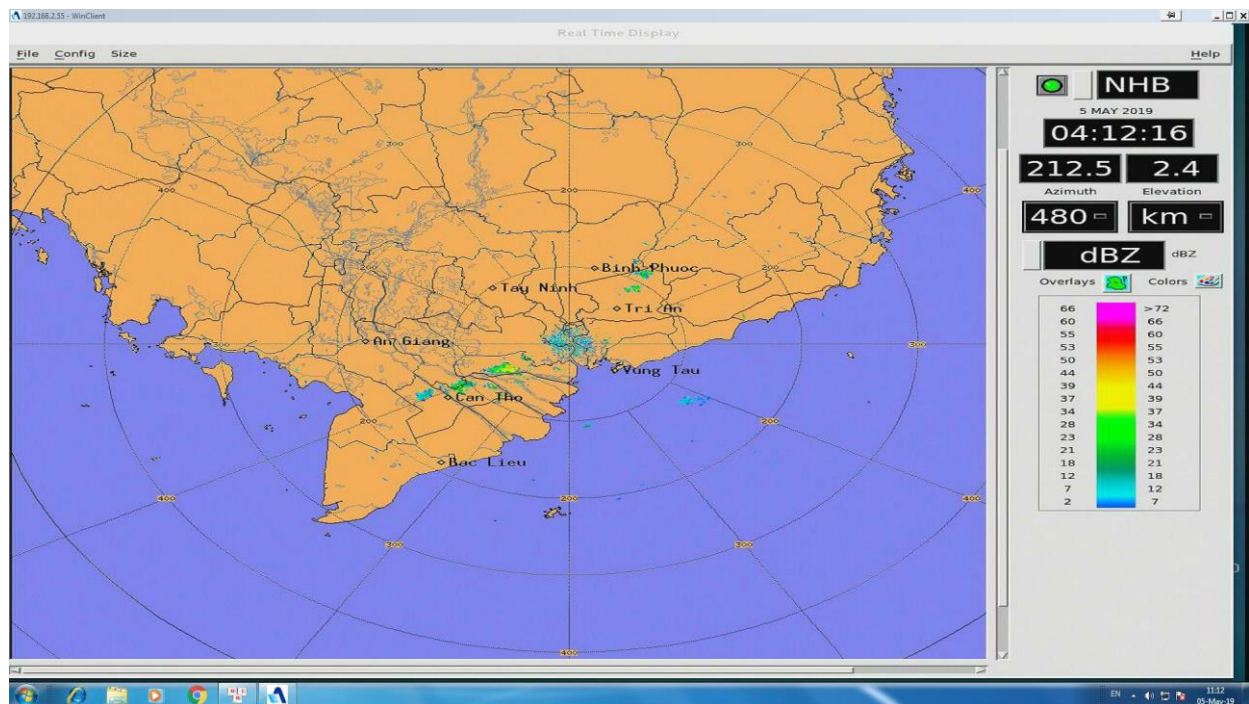 192.168.2.55 - WinClient
Real Time Display
File Config Size Help
NHB
5 MAY 2019
04:12:16
212.5 2.4
Azimuth Elevation
480 km
dBZ dBZ
Overlays Colors
66 >72
60 66
55 60
53 55
50 53
44 50
39 44
37 39
34 37
28 34
23 28
21 23
18 21
12 18
7 12
2 7
300 300
400 200 400
Binh Phuoc
200 200
Tay Ninh
Tri An
An Giang
300 300
Vung Tau
Can Tho
200 200
Bac Lieu
400 200 400
300 300
400
EN 11:12
05-May-19